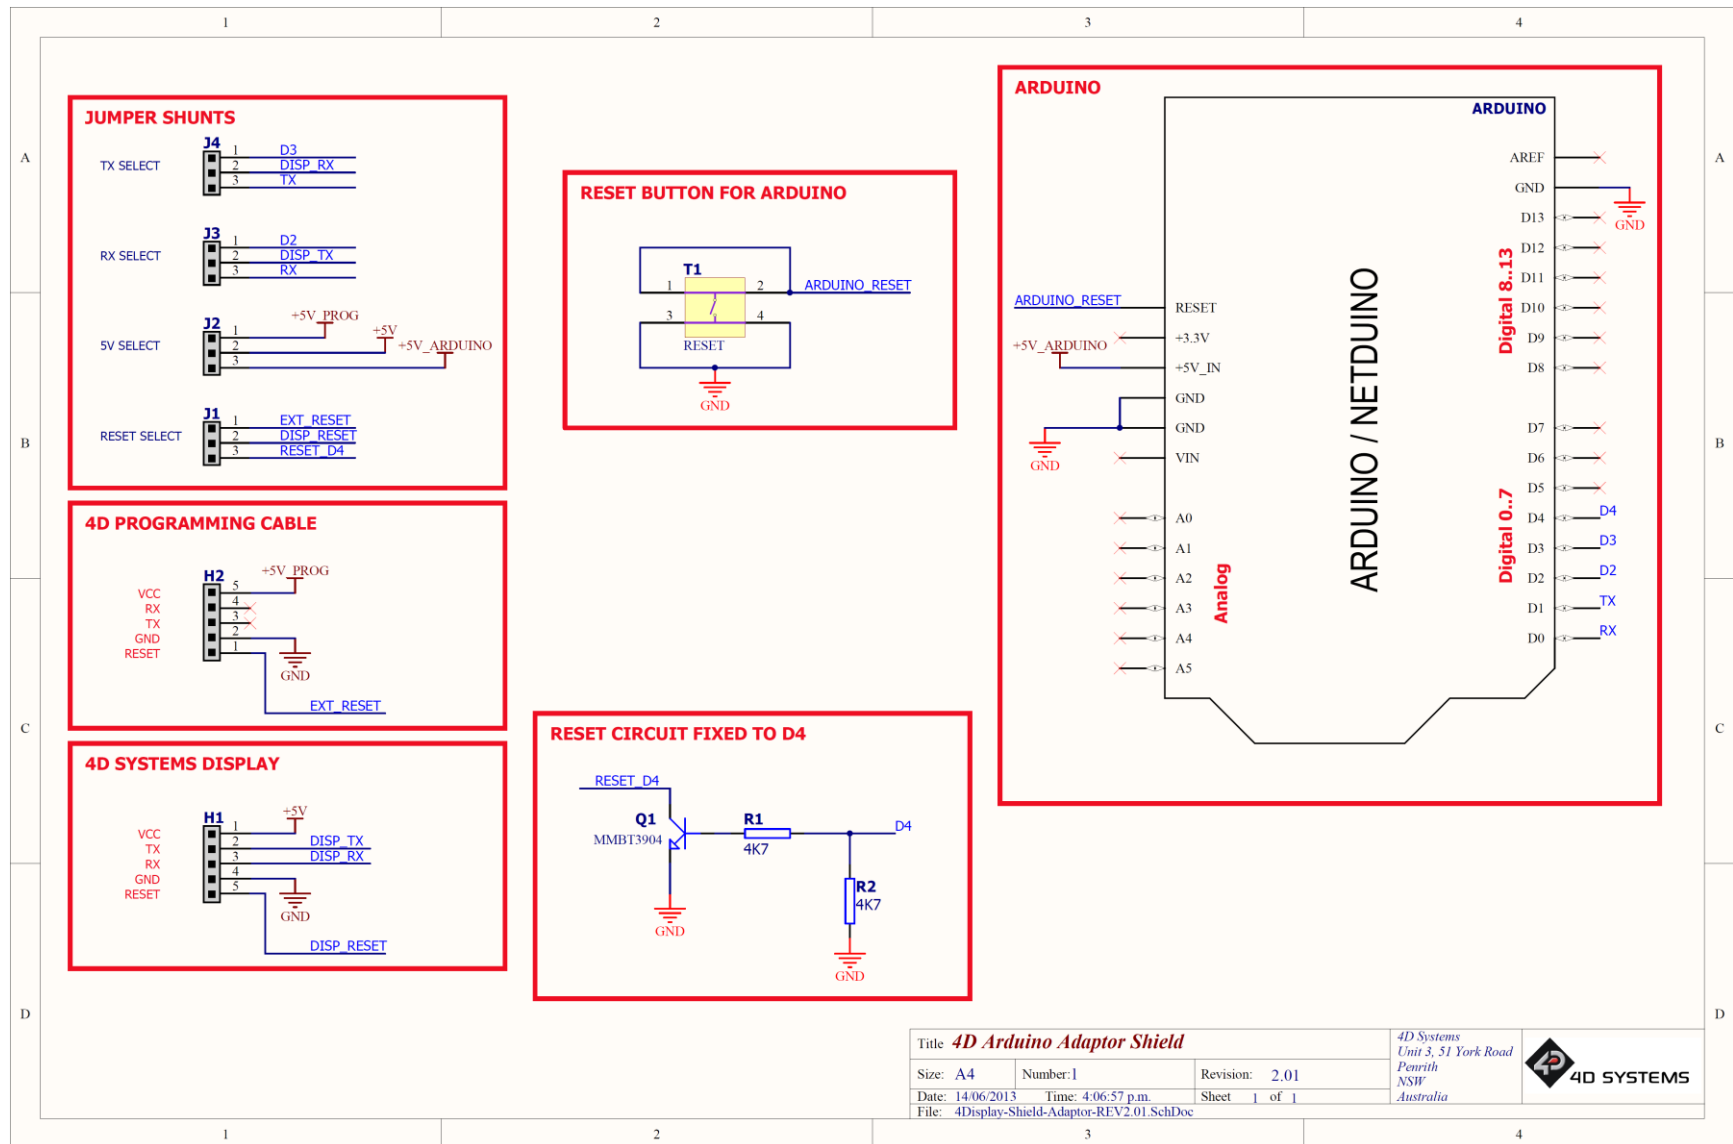 1 2 3 4
A
B
C
D
JUMPER SHUNTS
TX SELECT
J4
1 D3
2 DISP_RX
3 TX
RX SELECT
J3
1 D2
2 DISP_TX
3 RX
5V SELECT
J2
1 +5V_PROG
2 +5V
3 +5V_ARDUINO
RESET SELECT
J1
1 EXT_RESET
2 DISP_RESET
3 RESET_D4
4D PROGRAMMING CABLE
H2
+5V_PROG
VCC 5
RX 4
TX 3
GND 2
RESET 1
GND
EXT_RESET
4D SYSTEMS DISPLAY
H1
+5V
VCC 1
TX 2 DISP_TX
RX 3 DISP_RX
GND 4
RESET 5
GND
DISP_RESET
RESET BUTTON FOR ARDUINO
T1
1 2 ARDUINO_RESET
3 4
RESET
GND
RESET CIRCUIT FIXED TO D4
RESET_D4
Q1
MMBT3904
R1
4K7
D4
R2
4K7
GND
GND
ARDUINO
ARDUINO
ARDUINO_RESET
RESET
+3.3V
+5V_ARDUINO
+5V_IN
GND
GND
GND
VIN
A0
A1
A2
A3
A4
A5
Analog
ARDUINO / NETDUINO
Digital 8..13
Digital 0..7
AREF
GND
GND
D13
D12
D11
D10
D9
D8
D7
D6
D5
D4 D4
D3 D3
D2 D2
D1 TX
D0 RX
A
B
C
D
Title 4D Arduino Adaptor Shield
Size: A4 Number:1 Revision: 2.01
Date: 14/06/2013 Time: 4:06:57 p.m. Sheet 1 of 1
File: 4Display-Shield-Adaptor-REV2.01.SchDoc
4D Systems
Unit 3, 51 York Road
Penrith
NSW
Australia
4D SYSTEMS
1 2 3 4